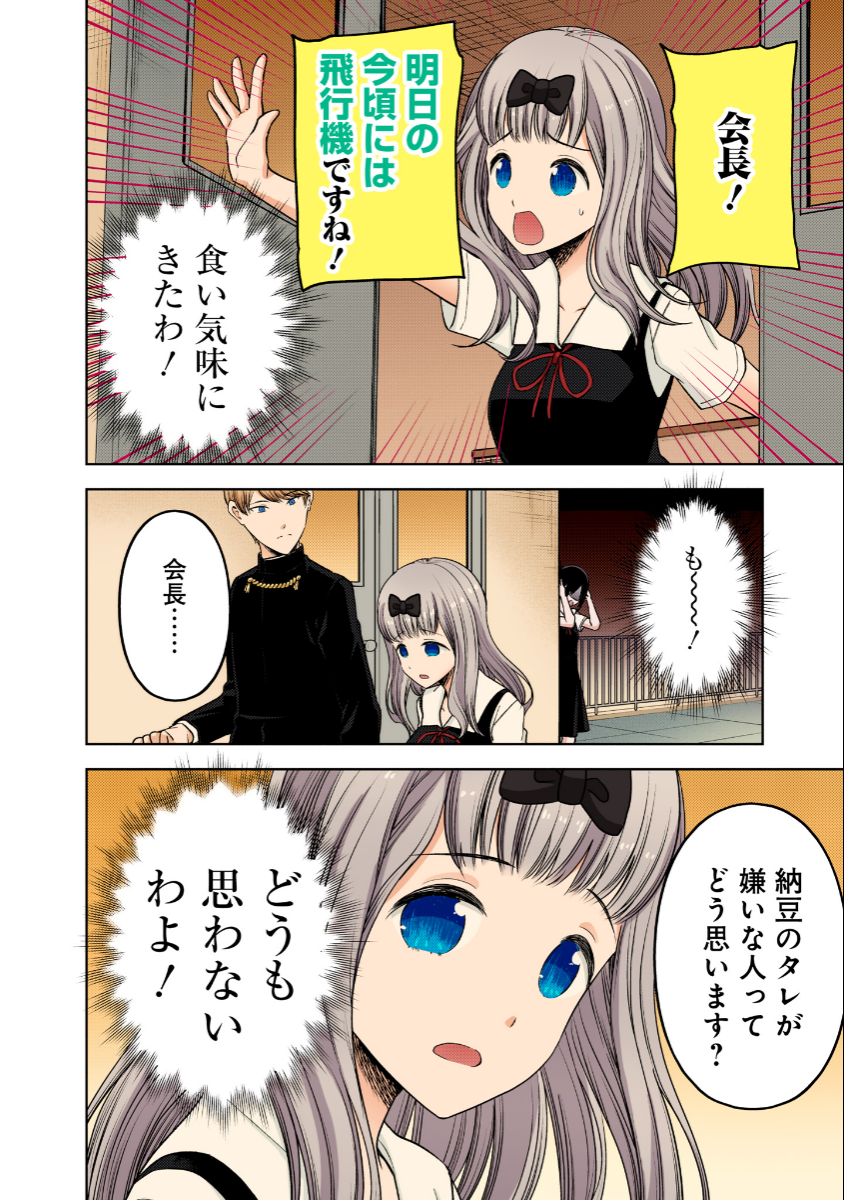 会長！
明日の
今頃には
飛行機ですね！
食い気味に
きたわ！
も～～～！
会長……
納豆のタレが
嫌いな人って
どう思います？
どうも
思わない
わよ！